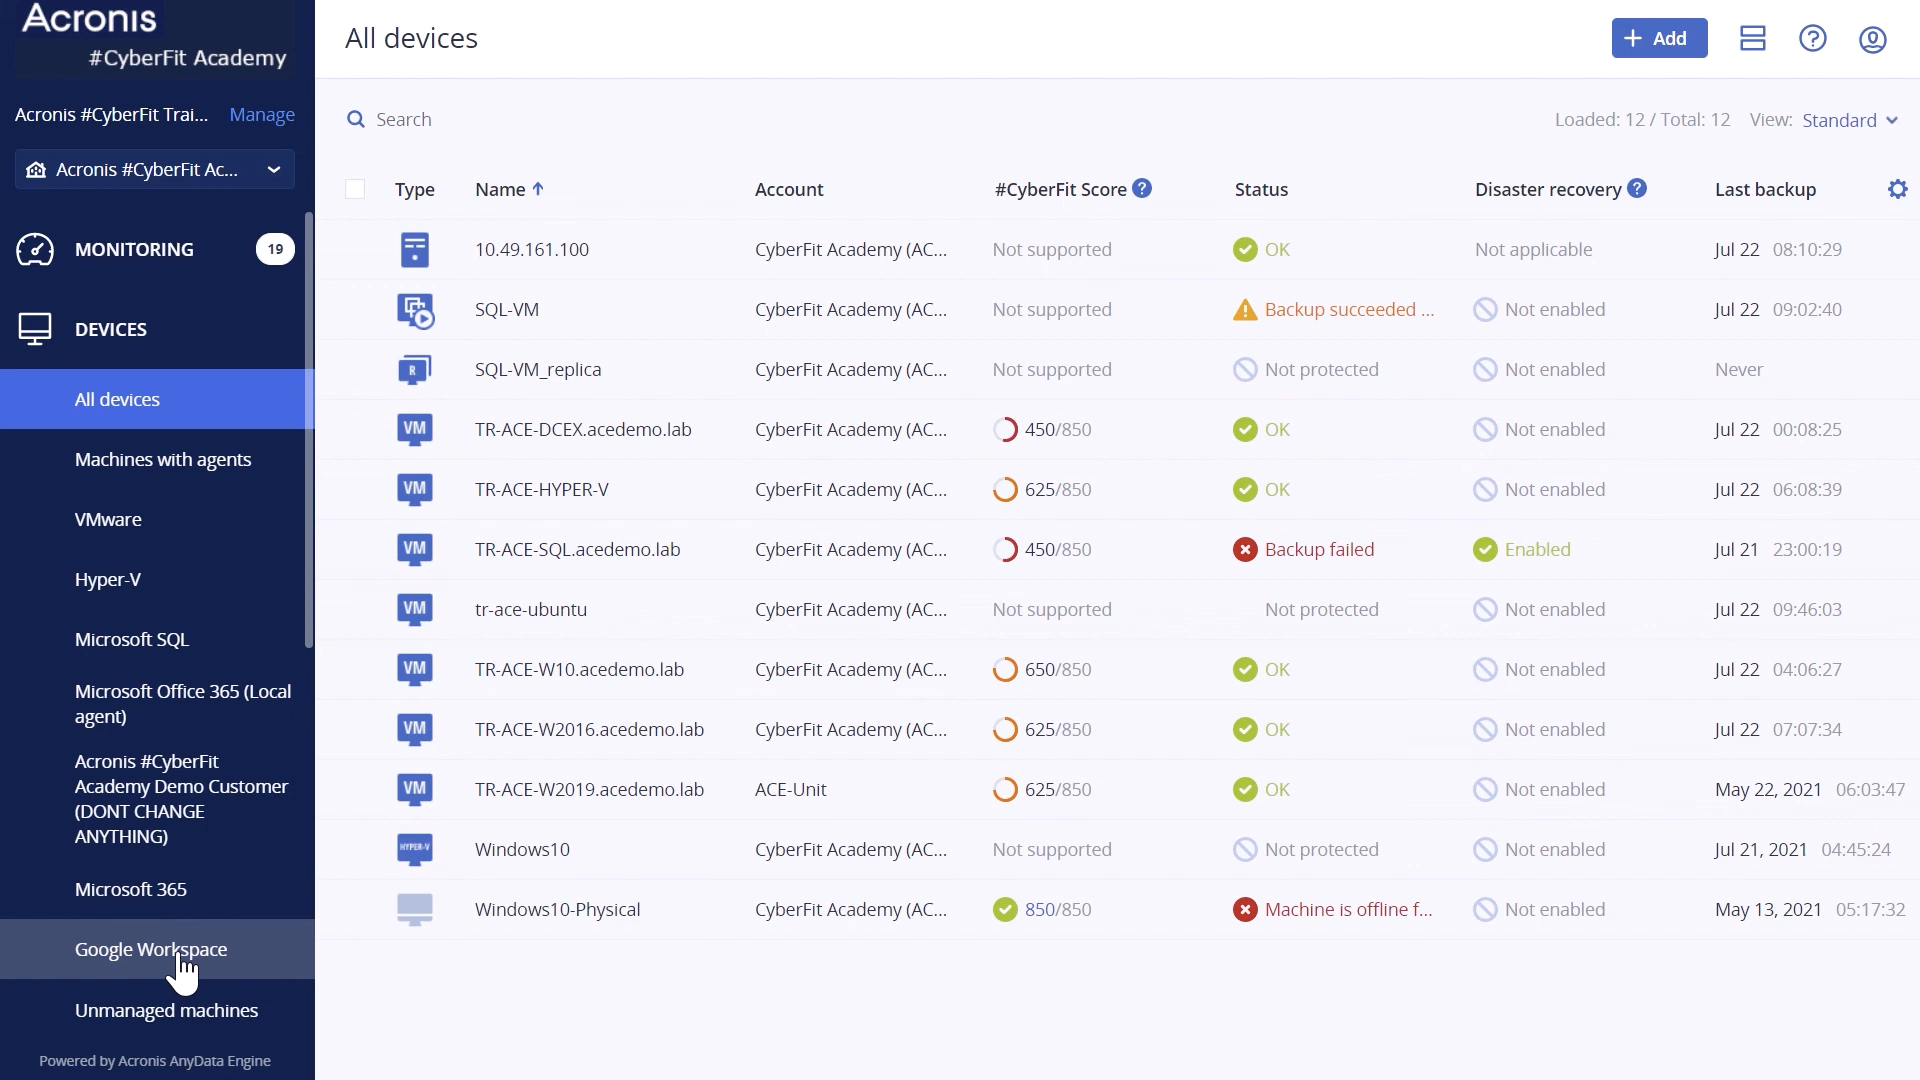 Acronis
#CyberFit Academy
Acronis #CyberFit Trai... Manage
Acronis #CyberFit Ac...
MONITORING 19
DEVICES
All devices
Machines with agents
VMware
Hyper-V
Microsoft SQL
Microsoft Office 365 (Local
agent)
Acronis #CyberFit
Academy Demo Customer
(DONT CHANGE
ANYTHING)
Microsoft 365
Google Workspace
Unmanaged machines
Powered by Acronis AnyData Engine
All devices
+ Add
Search
Loaded: 12 / Total: 12 View: Standard
Type Name Account #CyberFit Score Status Disaster recovery Last backup
10.49.161.100 CyberFit Academy (AC... Not supported OK Not applicable Jul 22 08:10:29
SQL-VM CyberFit Academy (AC... Not supported Backup succeeded ... Not enabled Jul 22 09:02:40
R SQL-VM_replica CyberFit Academy (AC... Not supported Not protected Not enabled Never
VM TR-ACE-DCEX.acedemo.lab CyberFit Academy (AC... 450/850 OK Not enabled Jul 22 00:08:25
VM TR-ACE-HYPER-V CyberFit Academy (AC... 625/850 OK Not enabled Jul 22 06:08:39
VM TR-ACE-SQL.acedemo.lab CyberFit Academy (AC... 450/850 Backup failed Enabled Jul 21 23:00:19
VM tr-ace-ubuntu CyberFit Academy (AC... Not supported Not protected Not enabled Jul 22 09:46:03
VM TR-ACE-W10.acedemo.lab CyberFit Academy (AC... 650/850 OK Not enabled Jul 22 04:06:27
VM TR-ACE-W2016.acedemo.lab CyberFit Academy (AC... 625/850 OK Not enabled Jul 22 07:07:34
VM TR-ACE-W2019.acedemo.lab ACE-Unit 625/850 OK Not enabled May 22, 2021 06:03:47
HYPER-V Windows10 CyberFit Academy (AC... Not supported Not protected Not enabled Jul 21, 2021 04:45:24
Windows10-Physical CyberFit Academy (AC... 850/850 Machine is offline f... Not enabled May 13, 2021 05:17:32